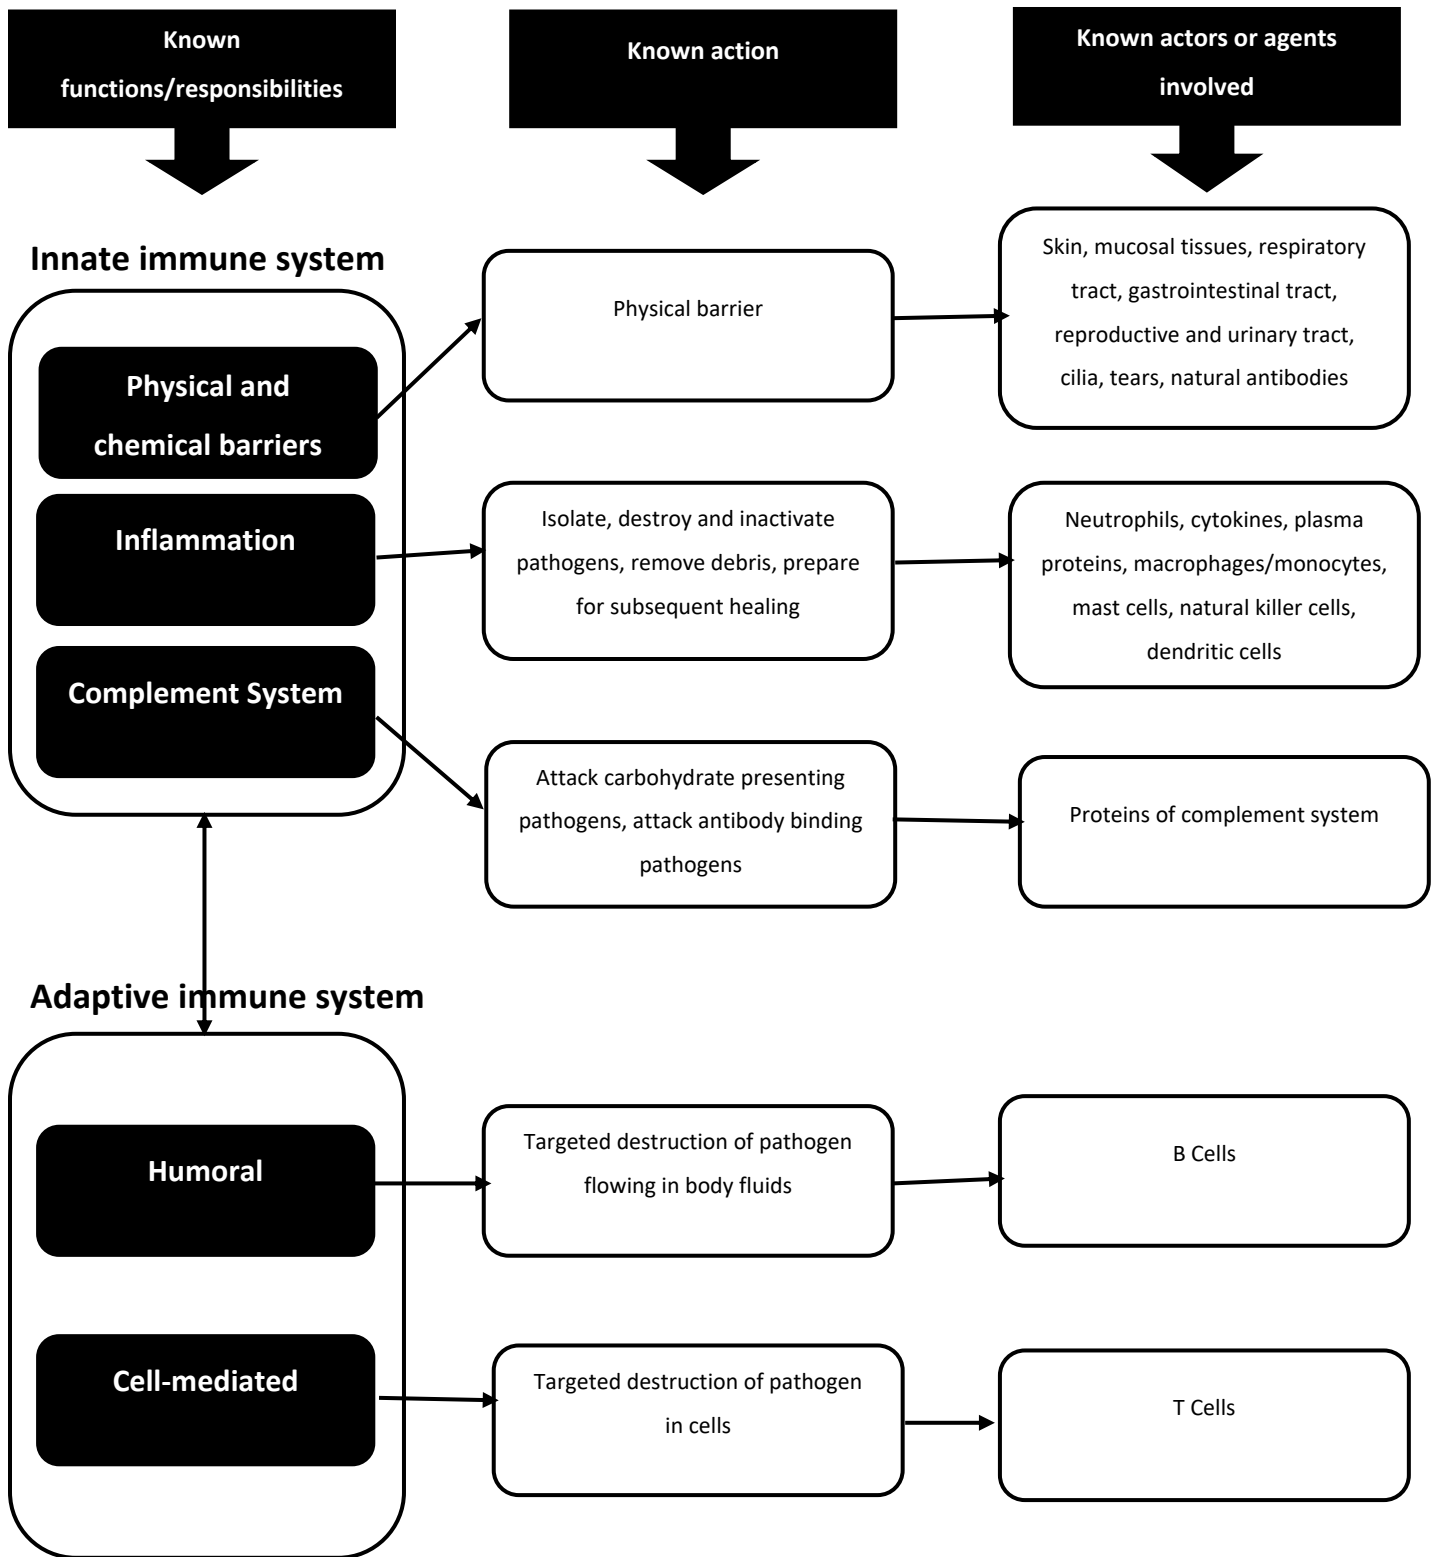 Known
functions/responsibilities
Known action
Known actors or agents
involved
Innate immune system
Physical and
chemical barriers
Physical barrier
Skin, mucosal tissues, respiratory
tract, gastrointestinal tract,
reproductive and urinary tract,
cilia, tears, natural antibodies
Inflammation
Isolate, destroy and inactivate
pathogens, remove debris, prepare
for subsequent healing
Neutrophils, cytokines, plasma
proteins, macrophages/monocytes,
mast cells, natural killer cells,
dendritic cells
Complement System
Attack carbohydrate presenting
pathogens, attack antibody binding
pathogens
Proteins of complement system
Adaptive immune system
Humoral
Targeted destruction of pathogen
flowing in body fluids
B Cells
Cell-mediated
Targeted destruction of pathogen
in cells
T Cells